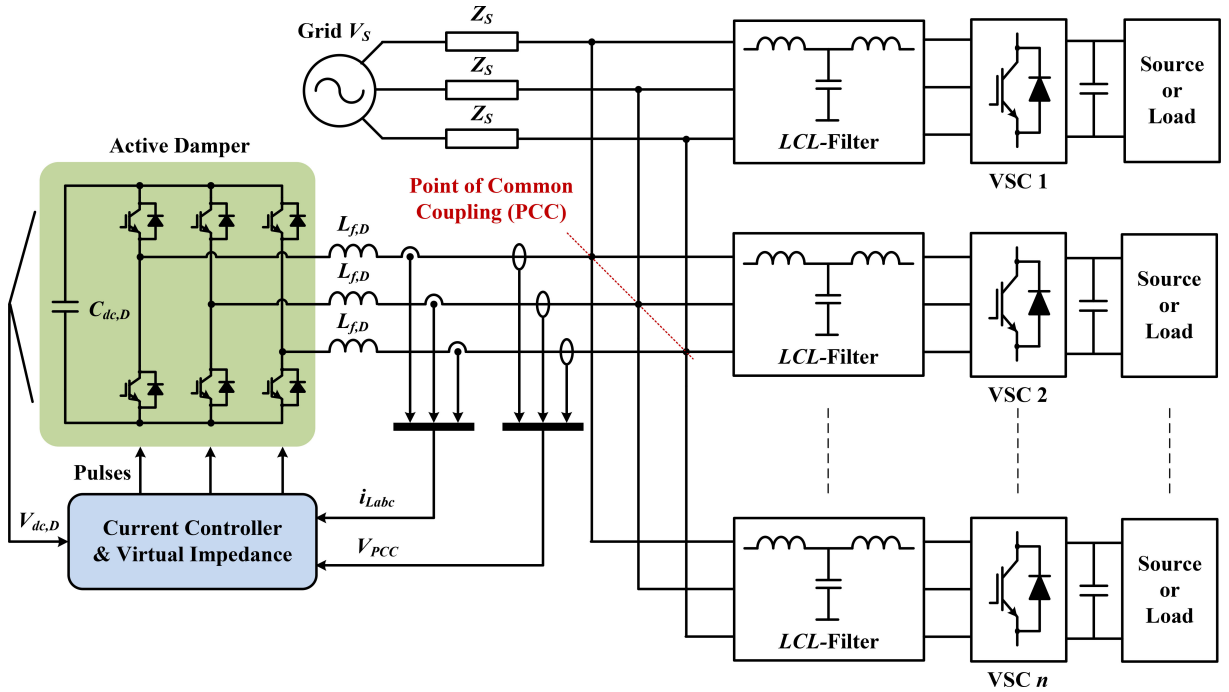 Grid V_S
Z_S
Z_S
Z_S
LCL-Filter
VSC 1
Source
or
Load
Active Damper
C_dc,D
L_f,D
L_f,D
L_f,D
Point of Common
Coupling (PCC)
LCL-Filter
VSC 2
Source
or
Load
Pulses
V_dc,D
Current Controller
& Virtual Impedance
i_Labc
V_PCC
LCL-Filter
VSC n
Source
or
Load